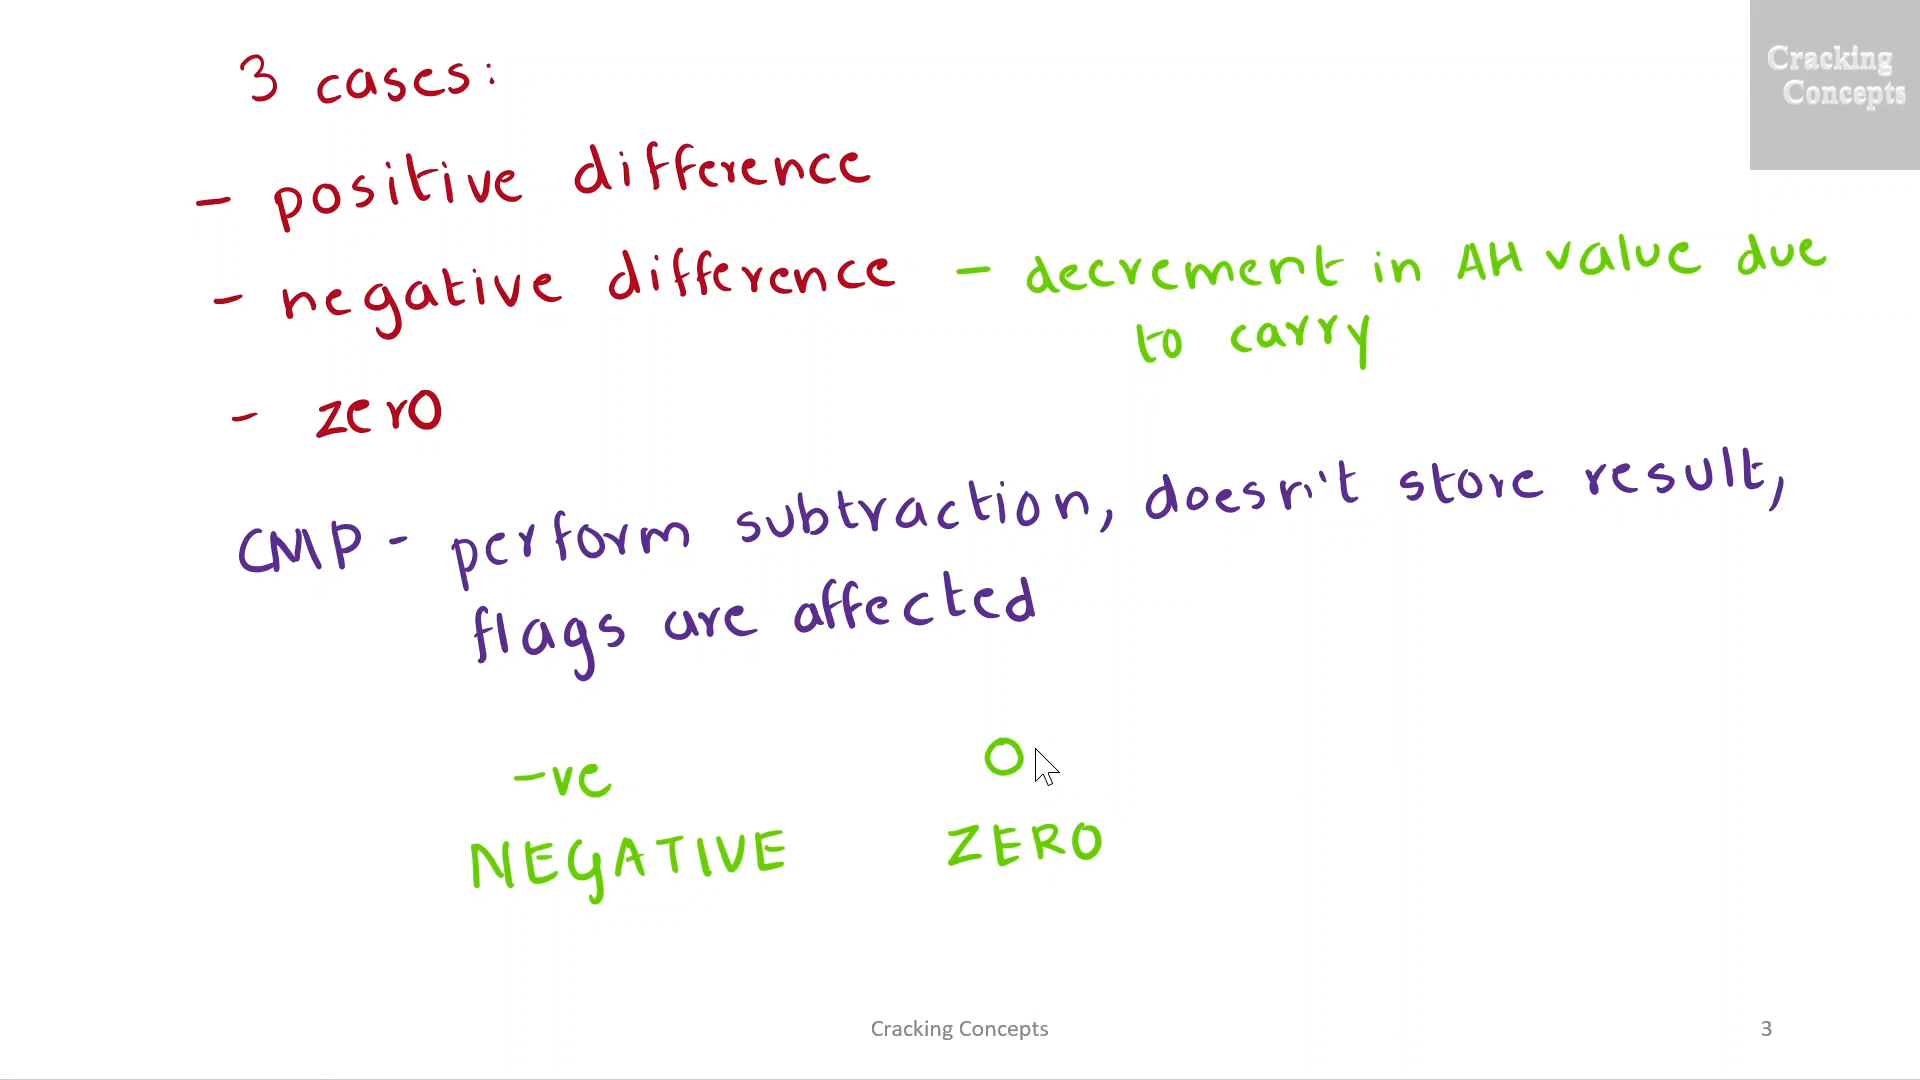 3 cases:
Cracking
Concepts
- positive difference
- negative difference - decrement in AH value due
to carry
- zero
CMP - perform subtraction, doesn't store result,
flags are affected
-ve 0
NEGATIVE ZERO
Cracking Concepts 3